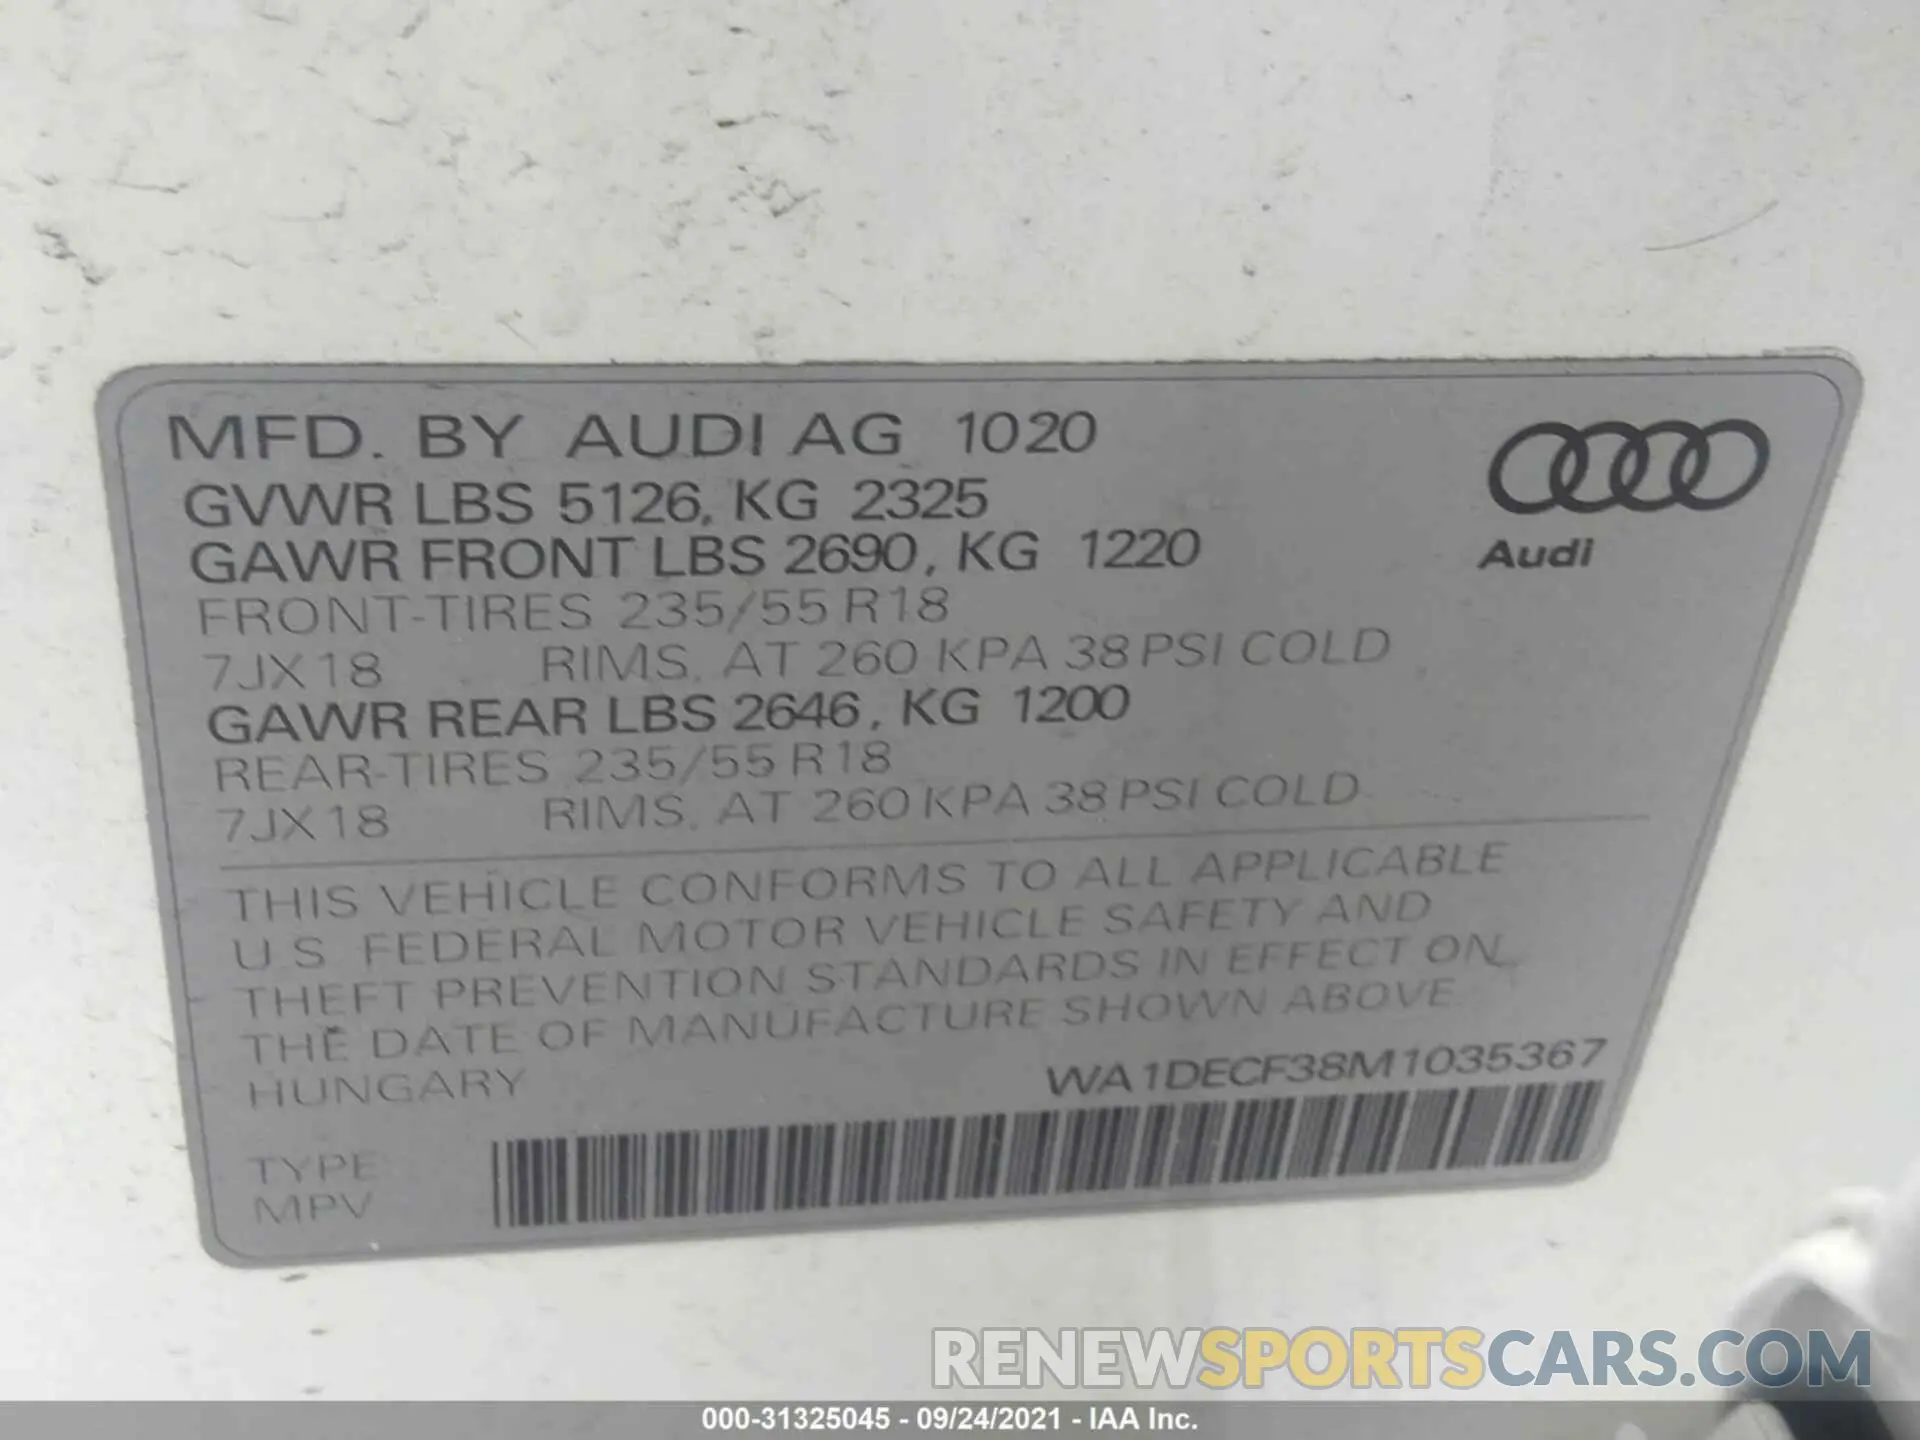 MFD. BY AUDI AG 1020
GVWR LBS 5126, KG 2325
GAWR FRONT LBS 2690, KG 1220
Audi
FRONT-TIRES 235/55 R18
7JX18 RIMS, AT 260 KPA 38 PSI COLD
GAWR REAR LBS 2646, KG 1200
REAR-TIRES 235/55 R18
7JX18 RIMS, AT 260 KPA 38 PSI COLD
THIS VEHICLE CONFORMS TO ALL APPLICABLE
U.S. FEDERAL MOTOR VEHICLE SAFETY AND
THEFT PREVENTION STANDARDS IN EFFECT ON
THE DATE OF MANUFACTURE SHOWN ABOVE
HUNGARY WA1DECF38M1035367
TYPE
MPV
RENEWSPORTSCARS.COM
000-31325045 - 09/24/2021 - IAA Inc.